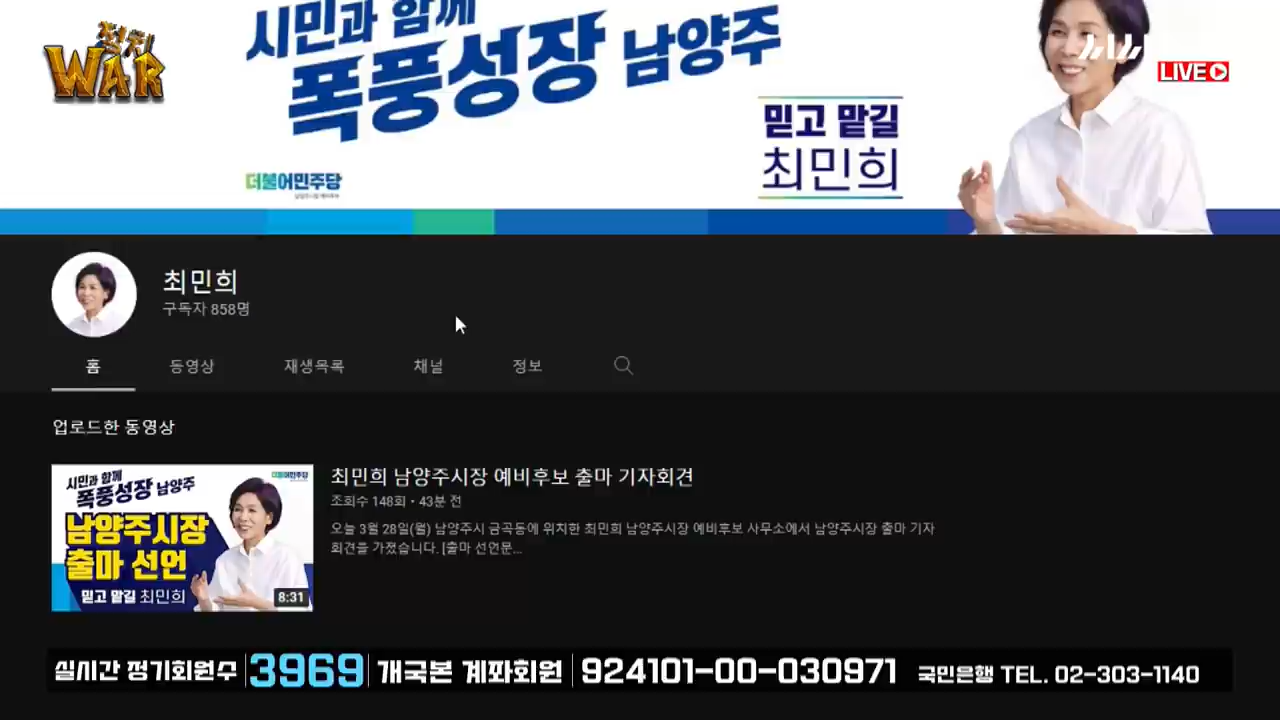 정치
WAR
시민과 함께
폭풍성장 남양주
LIVE
믿고 맡길
최민희
더불어민주당
최민희
구독자 858명
홈 동영상 재생목록 채널 정보
업로드한 동영상
시민과 함께
폭풍성장 남양주
더불어민주당
남양주시장
출마 선언
믿고 맡길 최민희
8:31
최민희 남양주시장 예비후보 출마 기자회견
조회수 148회 • 43분 전
오늘 3월 28일(월) 남양주시 금곡동에 위치한 최민희 남양주시장 예비후보 사무소에서 남양주시장 출마 기자
회견을 가졌습니다. [출마 선언문...
실시간 정기회원수 3969 개국본 계좌회원 924101-00-030971 국민은행 TEL. 02-303-1140